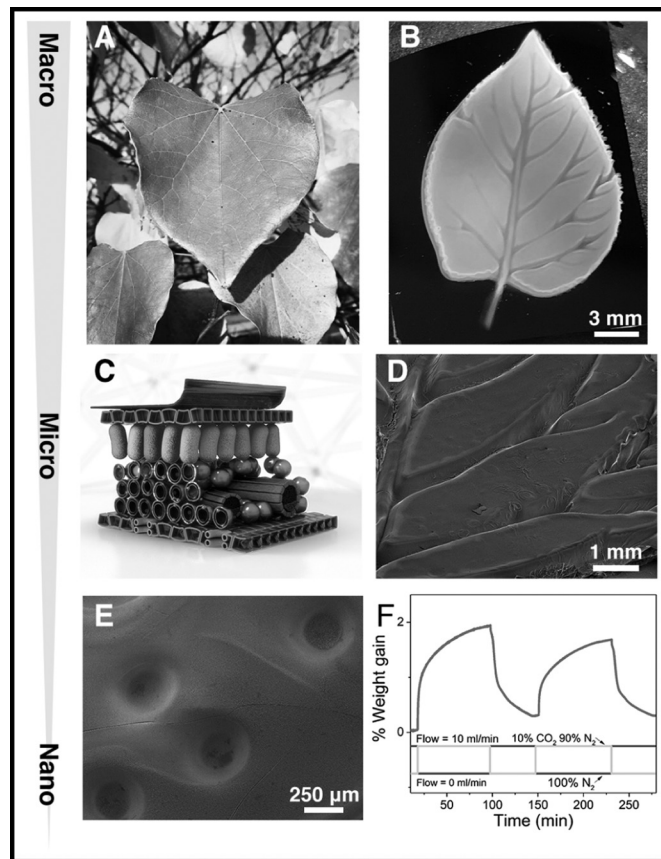 Macro
Micro
Nano
A
B
3 mm
C
D
1 mm
E
250 µm
F
% Weight gain
2
1
0
Flow = 10 ml/min
10% CO₂ 90% N₂
Flow = 0 ml/min
100% N₂
50
100
150
200
250
Time (min)